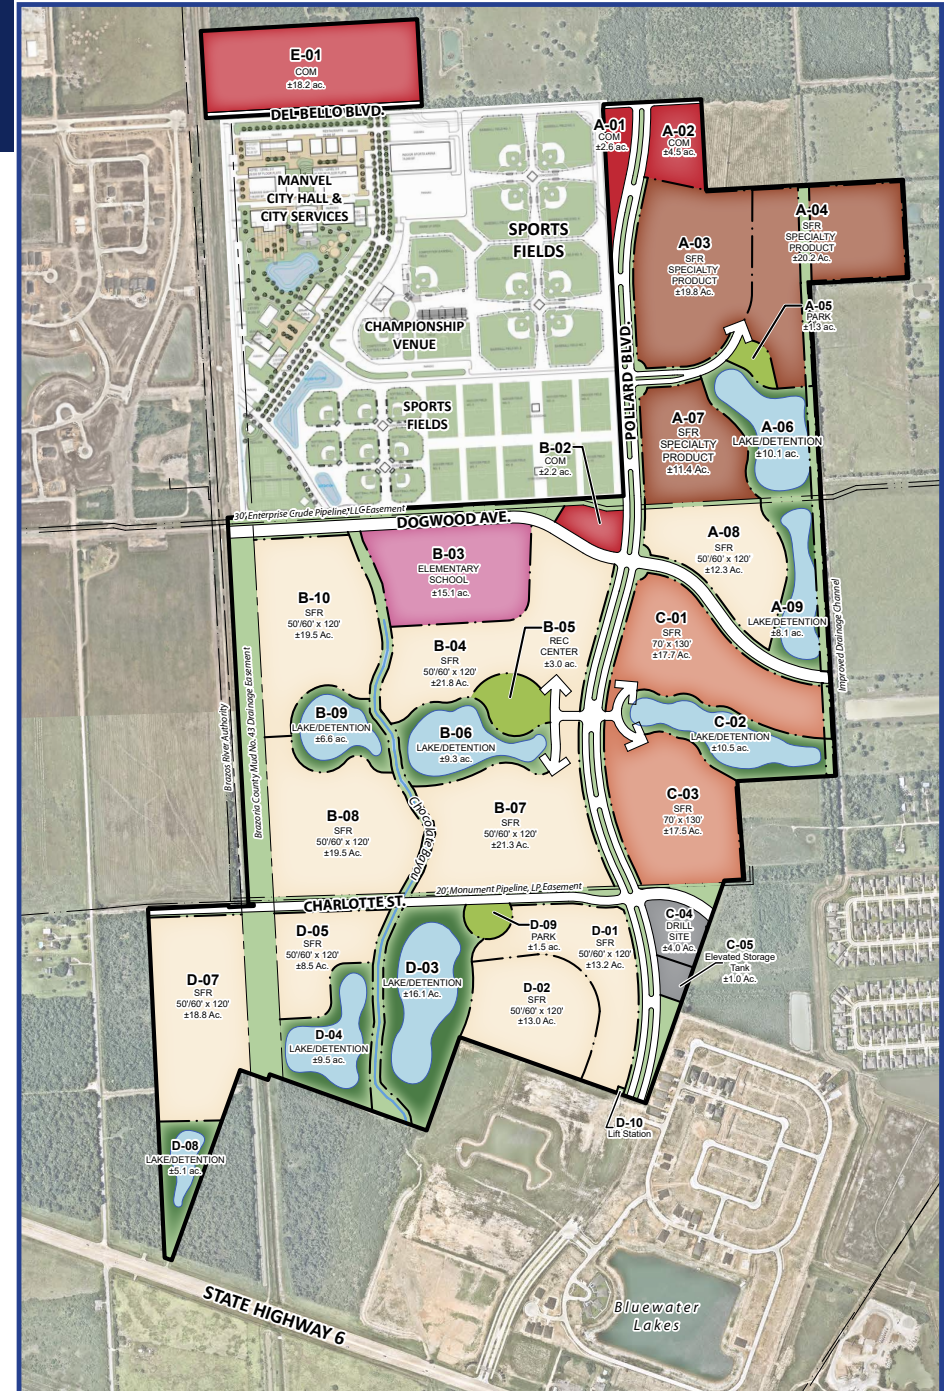 E-01
COM
±18.2 ac.
DEL BELLO BLVD.
MANVEL
CITY HALL &
CITY SERVICES
SPORTS
FIELDS
CHAMPIONSHIP
VENUE
SPORTS
FIELDS
A-01
COM
±2.6 ac.
A-02
COM
±4.5 ac.
A-03
SFR
SPECIALTY
PRODUCT
±19.8 Ac.
A-04
SFR
SPECIALTY
PRODUCT
±20.2 Ac.
A-05
PARK
±1.3 ac.
POLLARD BLVD.
A-06
LAKE/DETENTION
±10.1 ac.
A-07
SFR
SPECIALTY
PRODUCT
±11.4 Ac.
B-02
COM
±2.2 ac.
30' Enterprise Crude Pipeline, LLC Easement
DOGWOOD AVE.
A-08
SFR
50'/60' x 120'
±12.3 Ac.
A-09
LAKE/DETENTION
±8.1 ac.
Improved Drainage Channel
B-03
ELEMENTARY
SCHOOL
±15.1 ac.
B-10
SFR
50'/60' x 120'
±19.5 Ac.
B-04
SFR
50'/60' x 120'
±21.8 Ac.
B-05
REC
CENTER
±3.0 ac.
C-01
SFR
70' x 130'
±17.7 Ac.
Brazos River Authority
Brazoria County Mud No. 43 Drainage Easement
B-09
LAKE/DETENTION
±6.6 ac.
B-06
LAKE/DETENTION
±9.3 ac.
C-02
LAKE/DETENTION
±10.5 ac.
B-08
SFR
50'/60' x 120'
±19.5 Ac.
Chocolate Bayou
B-07
SFR
50'/60' x 120'
±21.3 Ac.
C-03
SFR
70' x 130'
±17.5 Ac.
20' Monument Pipeline, LP Easement
CHARLOTTE ST.
C-04
DRILL
SITE
±4.0 Ac.
C-05
Elevated Storage
Tank
±1.0 Ac.
D-05
SFR
50'/60' x 120'
±8.5 Ac.
D-09
PARK
±1.5 ac.
D-01
SFR
50'/60' x 120'
±13.2 Ac.
D-07
SFR
50'/60' x 120'
±18.8 Ac.
D-03
LAKE/DETENTION
±16.1 Ac.
D-02
SFR
50'/60' x 120'
±13.0 Ac.
D-04
LAKE/DETENTION
±9.5 ac.
D-10
Lift Station
D-08
LAKE/DETENTION
±5.1 ac.
STATE HIGHWAY 6
Bluewater
Lakes